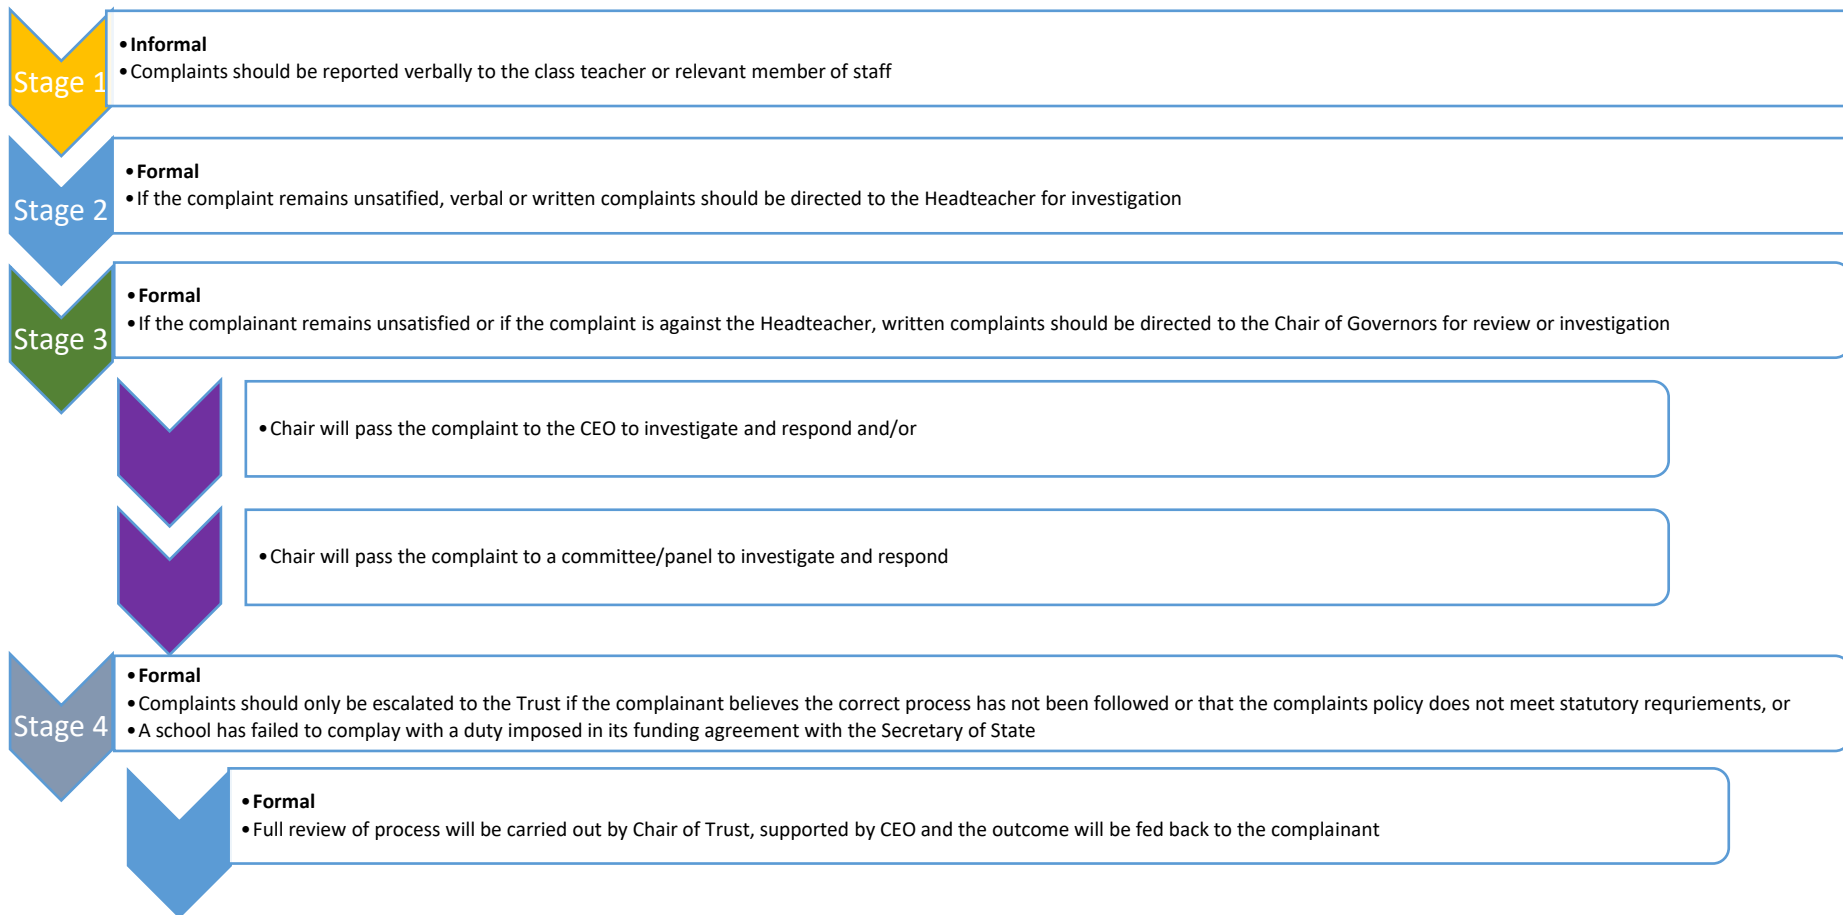 Stage 1
•Informal
•Complaints should be reported verbally to the class teacher or relevant member of staff
Stage 2
•Formal
•If the complaint remains unsatified, verbal or written complaints should be directed to the Headteacher for investigation
Stage 3
•Formal
•If the complainant remains unsatisfied or if the complaint is against the Headteacher, written complaints should be directed to the Chair of Governors for review or investigation
•Chair will pass the complaint to the CEO to investigate and respond and/or
•Chair will pass the complaint to a committee/panel to investigate and respond
Stage 4
•Formal
•Complaints should only be escalated to the Trust if the complainant believes the correct process has not been followed or that the complaints policy does not meet statutory requriements, or
•A school has failed to complay with a duty imposed in its funding agreement with the Secretary of State
•Formal
•Full review of process will be carried out by Chair of Trust, supported by CEO and the outcome will be fed back to the complainant